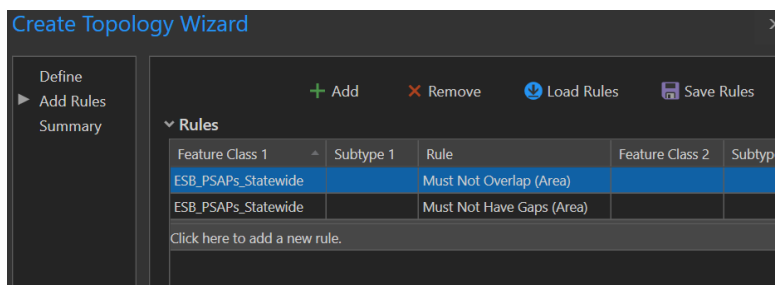 Create Topology Wizard
Define
Add Rules
Summary
Add Remove Load Rules Save Rules
Rules
Feature Class 1 Subtype 1 Rule Feature Class 2 Subtyp
ESB_PSAPs_Statewide Must Not Overlap (Area)
ESB_PSAPs_Statewide Must Not Have Gaps (Area)
Click here to add a new rule.